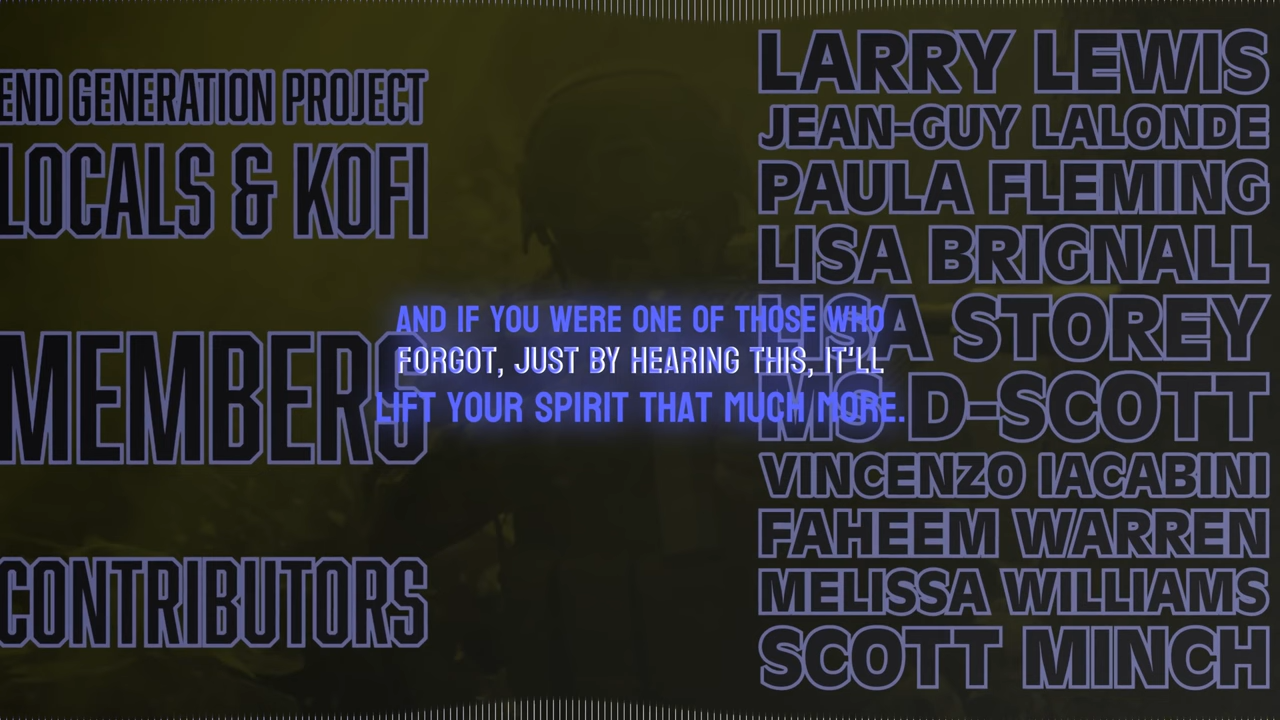 END GENERATION PROJECT
LOCALS & KOFI
MEMBERS
CONTRIBUTORS
AND IF YOU WERE ONE OF THOSE WHO
FORGOT, JUST BY HEARING THIS, IT'LL
LIFT YOUR SPIRIT THAT MUCH MORE.
LARRY LEWIS
JEAN-GUY LALONDE
PAULA FLEMING
LISA BRIGNALL
LISA STOREY
MS D-SCOTT
VINCENZO IACABINI
FAHEEM WARREN
MELISSA WILLIAMS
SCOTT MINCH